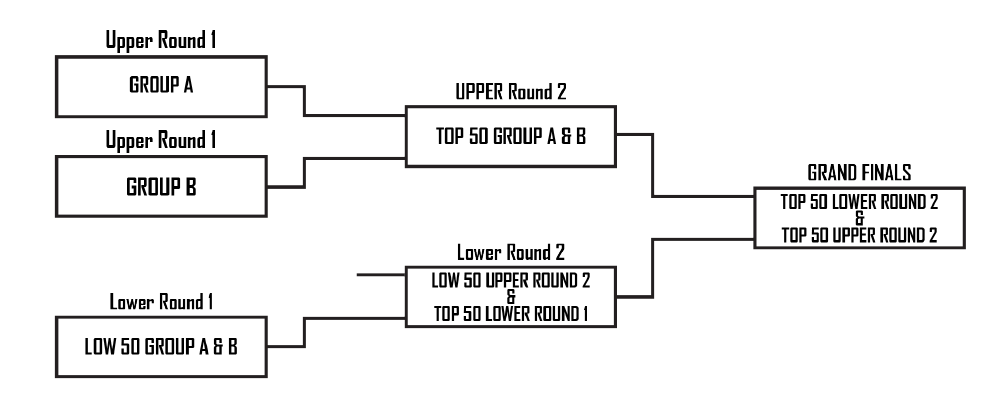 Upper Round 1
GROUP A
Upper Round 1
GROUP B
UPPER Round 2
TOP 50 GROUP A & B
GRAND FINALS
TOP 50 LOWER ROUND 2
&
TOP 50 UPPER ROUND 2
Lower Round 2
LOW 50 UPPER ROUND 2
&
TOP 50 LOWER ROUND 1
Lower Round 1
LOW 50 GROUP A & B